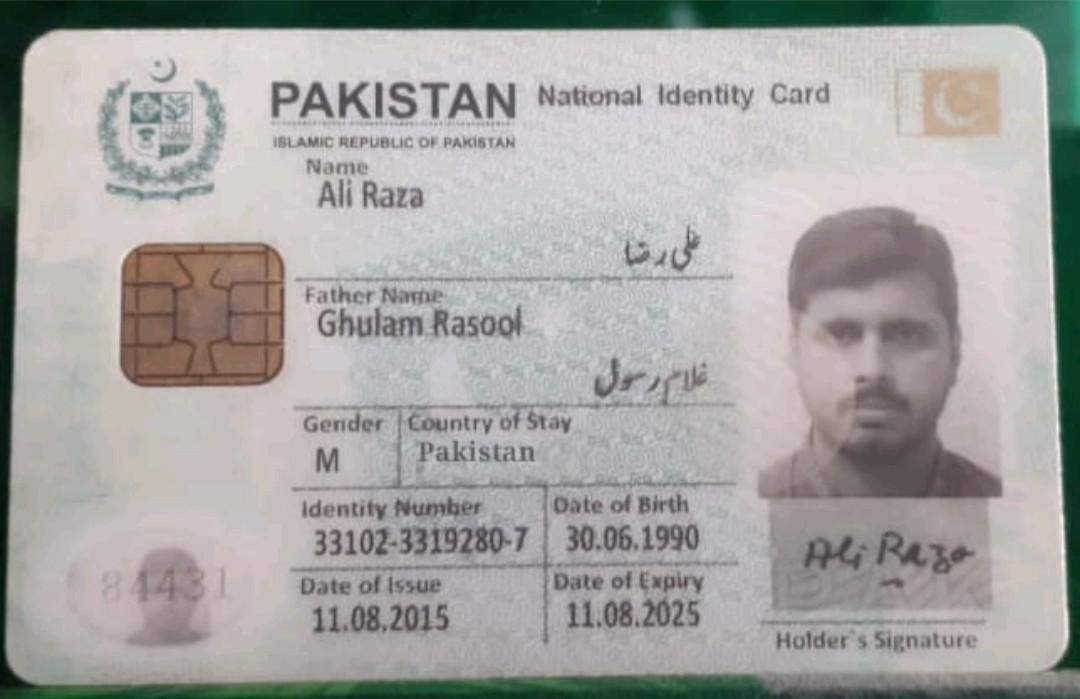 PAKISTAN National Identity Card
ISLAMIC REPUBLIC OF PAKISTAN
Name
Ali Raza
علی رضا
Father Name
Ghulam Rasool
غلام رسول
Gender Country of Stay
M Pakistan
Identity Number Date of Birth
33102-3319280-7 30.06.1990
Date of Issue Date of Expiry
11.08.2015 11.08.2025
84431
Ali Raza
Holder`s Signature